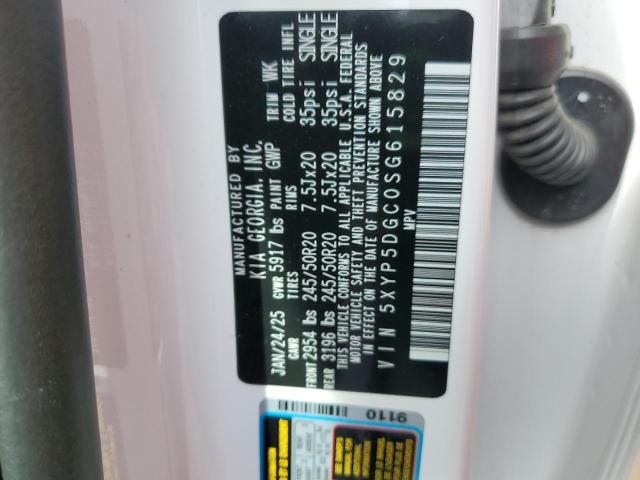 MANUFACTURED BY
KIA GEORGIA, INC.
JAN/24/25 GVWR 5917 lbs PAINT GWP TRIM WK
GAWR TIRES RIMS COLD TIRE INFL
FRONT 2954 lbs 245/50R20 7.5Jx20 35psi SINGLE
REAR 3196 lbs 245/50R20 7.5Jx20 35psi SINGLE
THIS VEHICLE CONFORMS TO ALL APPLICABLE U.S.A. FEDERAL
MOTOR VEHICLE SAFETY AND THEFT PREVENTION STANDARDS
IN EFFECT ON THE DATE OF MANUFACTURE SHOWN ABOVE
VIN 5XYP5DGC0SG615829
MPV
9110